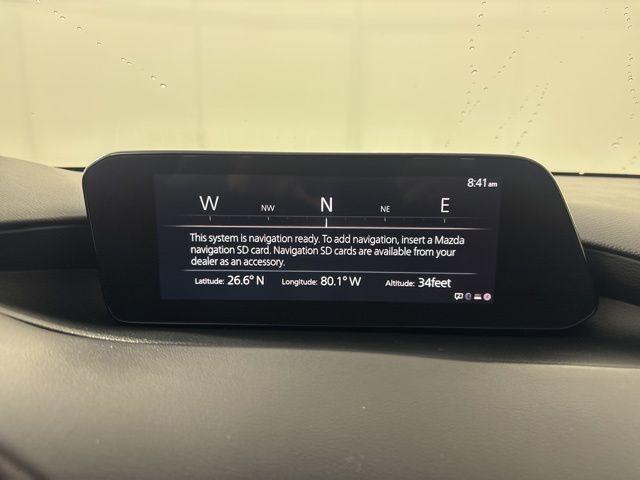 8:41am
W NW N NE E
This system is navigation ready. To add navigation, insert a Mazda
navigation SD card. Navigation SD cards are available from your
dealer as an accessory.
Latitude: 26.6° N Longitude: 80.1° W Altitude: 34feet